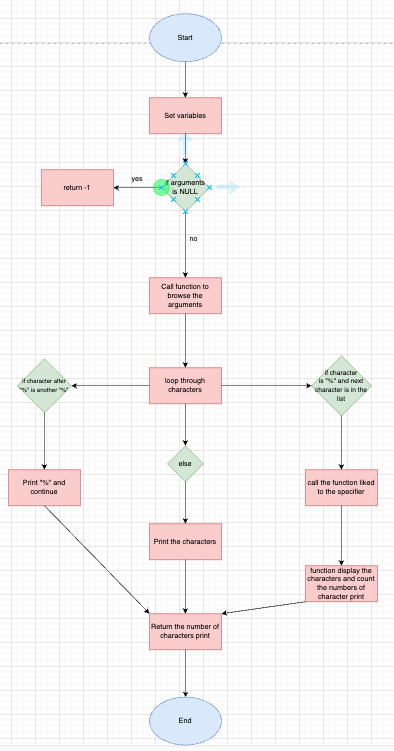 Start
Set variables
if arguments
is NULL
yes
return -1
no
Call function to
browse the
arguments
loop through
characters
if character after
"%" is another "%"
if character
is "%" and next
character is in the
list
else
Print "%" and
continue
call the function liked
to the specifier
Print the characters
function display the
characters and count
the numbers of
character print
Return the number of
characters print
End